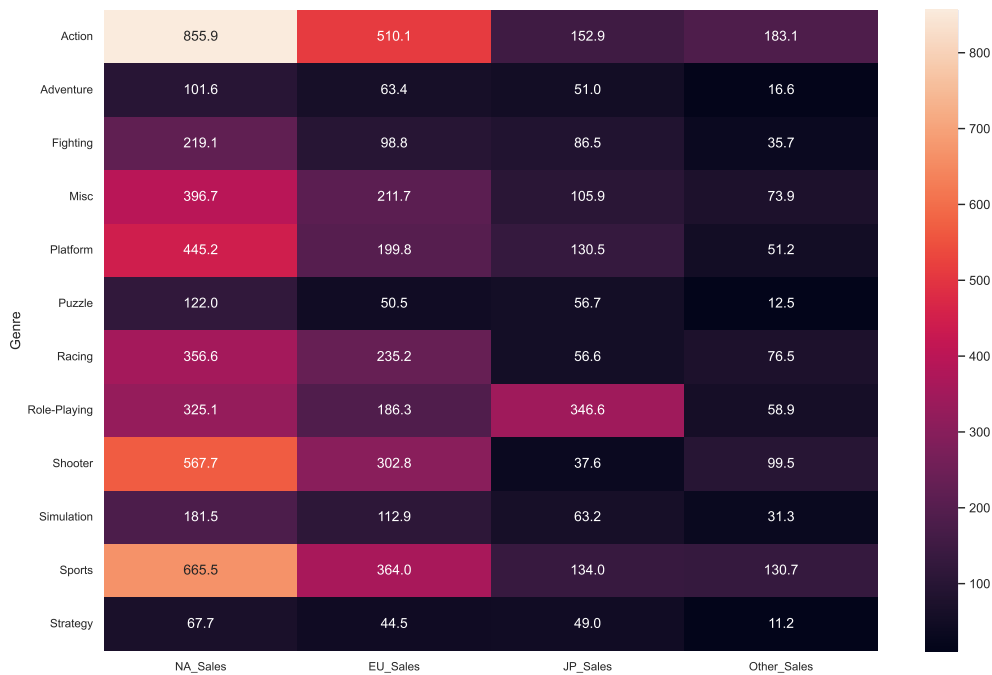 Genre
Action 855.9 510.1 152.9 183.1
Adventure 101.6 63.4 51.0 16.6
Fighting 219.1 98.8 86.5 35.7
Misc 396.7 211.7 105.9 73.9
Platform 445.2 199.8 130.5 51.2
Puzzle 122.0 50.5 56.7 12.5
Racing 356.6 235.2 56.6 76.5
Role-Playing 325.1 186.3 346.6 58.9
Shooter 567.7 302.8 37.6 99.5
Simulation 181.5 112.9 63.2 31.3
Sports 665.5 364.0 134.0 130.7
Strategy 67.7 44.5 49.0 11.2
NA_Sales EU_Sales JP_Sales Other_Sales
800
700
600
500
400
300
200
100